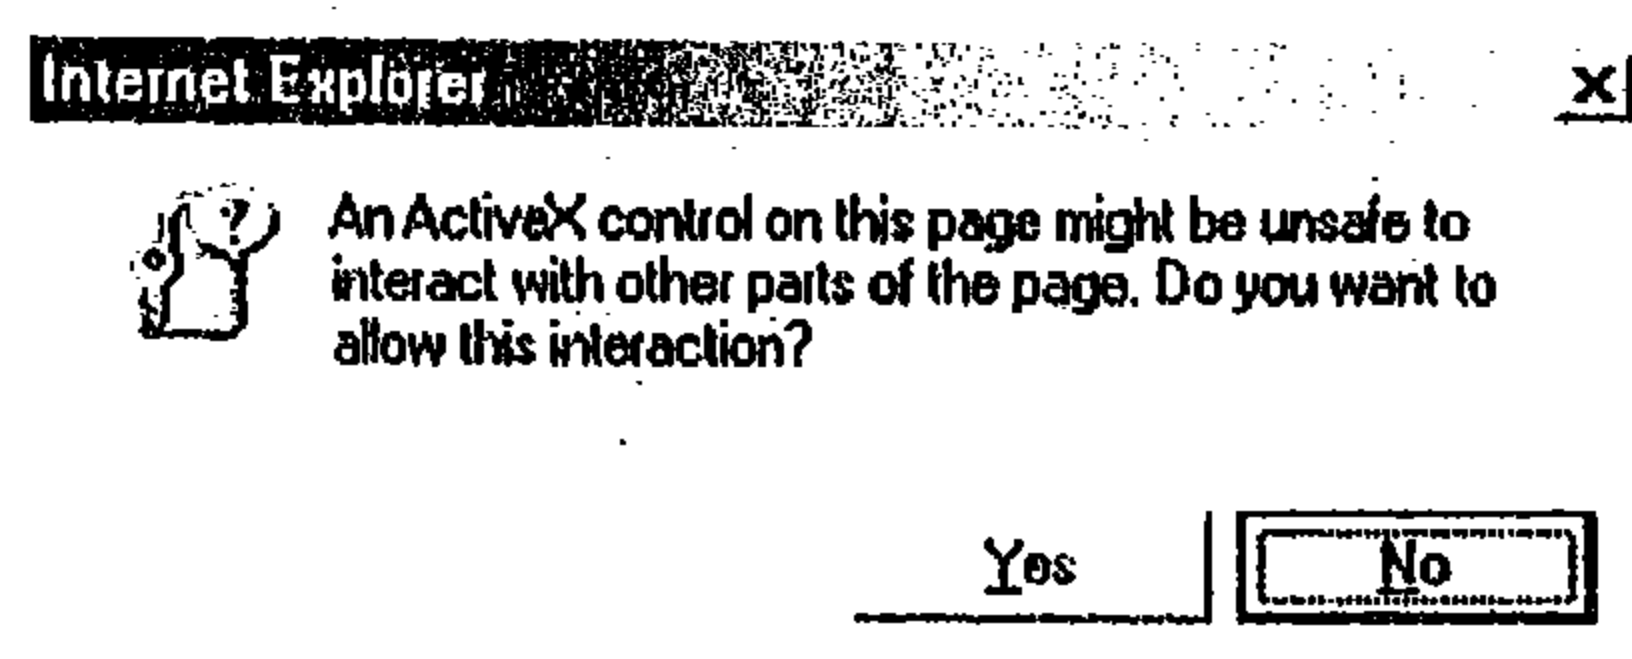 Internet Explorer
X
?
An ActiveX control on this page might be unsafe to
interact with other parts of the page. Do you want to
allow this interaction?
Yes
No